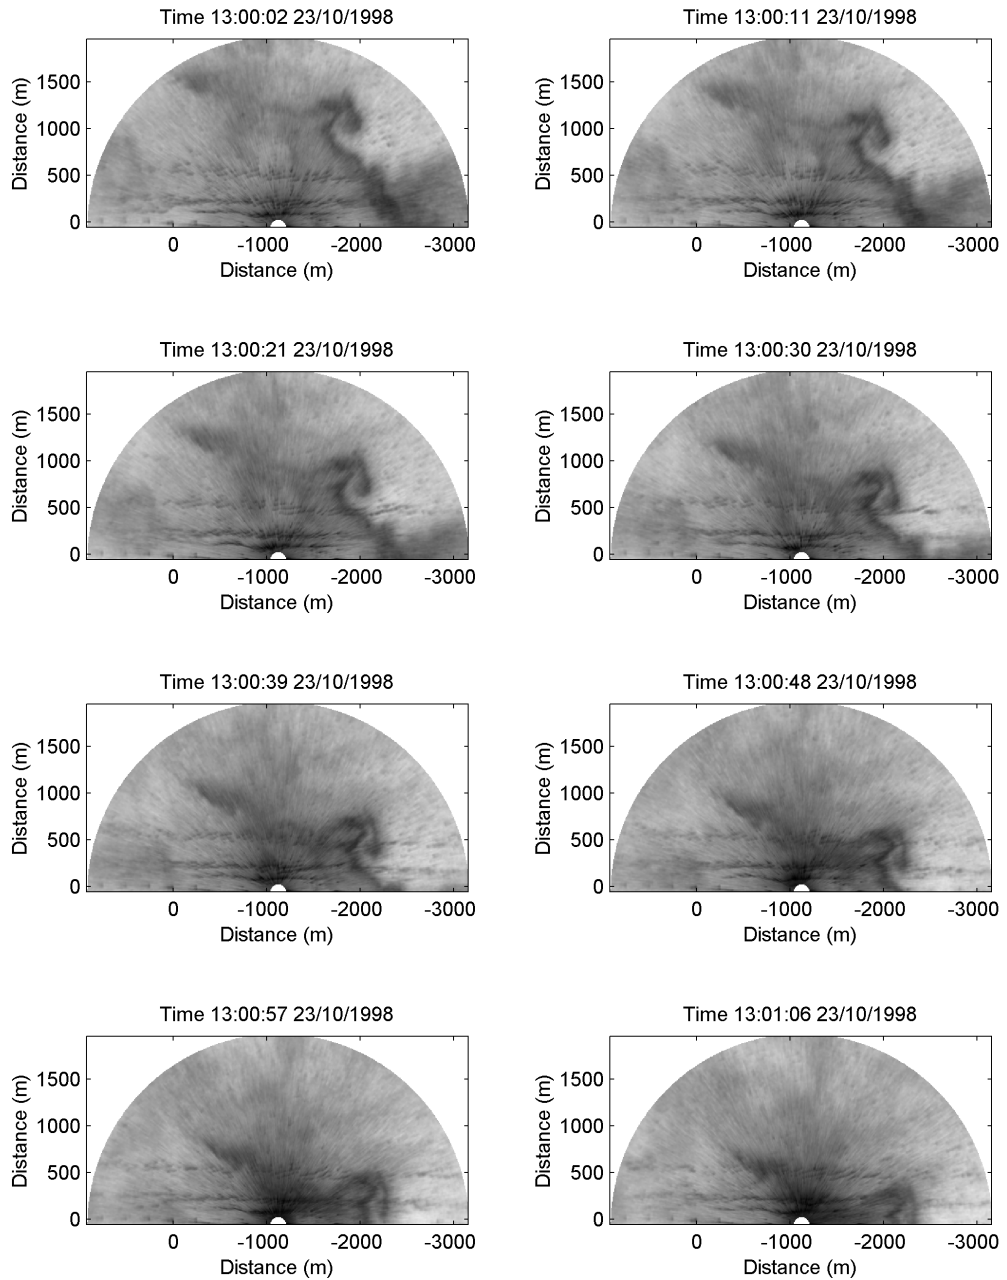 Time 13:00:02 23/10/1998
Time 13:00:11 23/10/1998
1500
1000
500
0
Distance (m)
0 -1000 -2000 -3000
Distance (m)
1500
1000
500
0
Distance (m)
0 -1000 -2000 -3000
Distance (m)
Time 13:00:21 23/10/1998
Time 13:00:30 23/10/1998
1500
1000
500
0
Distance (m)
0 -1000 -2000 -3000
Distance (m)
1500
1000
500
0
Distance (m)
0 -1000 -2000 -3000
Distance (m)
Time 13:00:39 23/10/1998
Time 13:00:48 23/10/1998
1500
1000
500
0
Distance (m)
0 -1000 -2000 -3000
Distance (m)
1500
1000
500
0
Distance (m)
0 -1000 -2000 -3000
Distance (m)
Time 13:00:57 23/10/1998
Time 13:01:06 23/10/1998
1500
1000
500
0
Distance (m)
0 -1000 -2000 -3000
Distance (m)
1500
1000
500
0
Distance (m)
0 -1000 -2000 -3000
Distance (m)